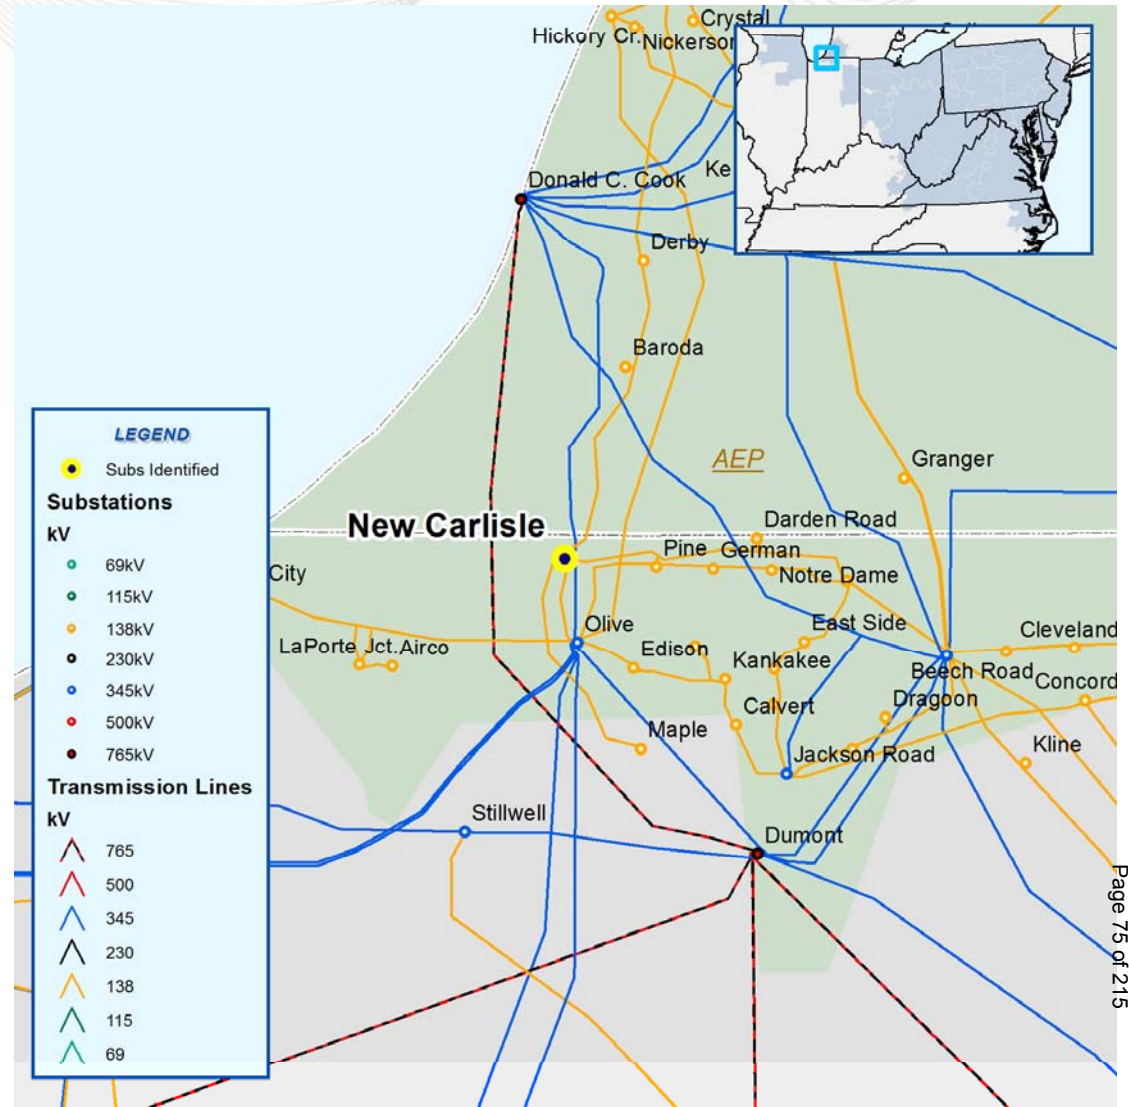 Crystal
Hickory Cr.
Nickerson
Donald C. Cook
Ke
Derby
Baroda
AEP
Granger
New Carlisle
Darden Road
Pine
German
Notre Dame
City
Olive
East Side
Cleveland
LaPorte Jct.
Airco
Edison
Kankakee
Beech Road
Concord
Calvert
Dragoon
Maple
Jackson Road
Kline
Stillwell
Dumont
LEGEND
Subs Identified
Substations
kV
69kV
115kV
138kV
230kV
345kV
500kV
765kV
Transmission Lines
kV
765
500
345
230
138
115
69
Page 75 of 215